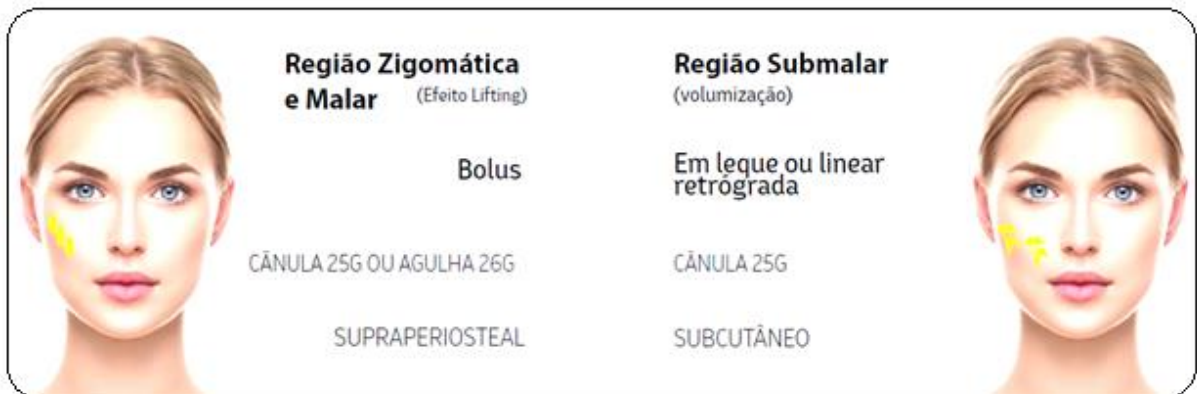 Região Zigomática
e Malar (Efeito Lifting)
Bolus
CÂNULA 25G OU AGULHA 26G
SUPRAPERIOSTEAL
Região Submalar
(volumização)
Em leque ou linear
retrógrada
CÂNULA 25G
SUBCUTÂNEO